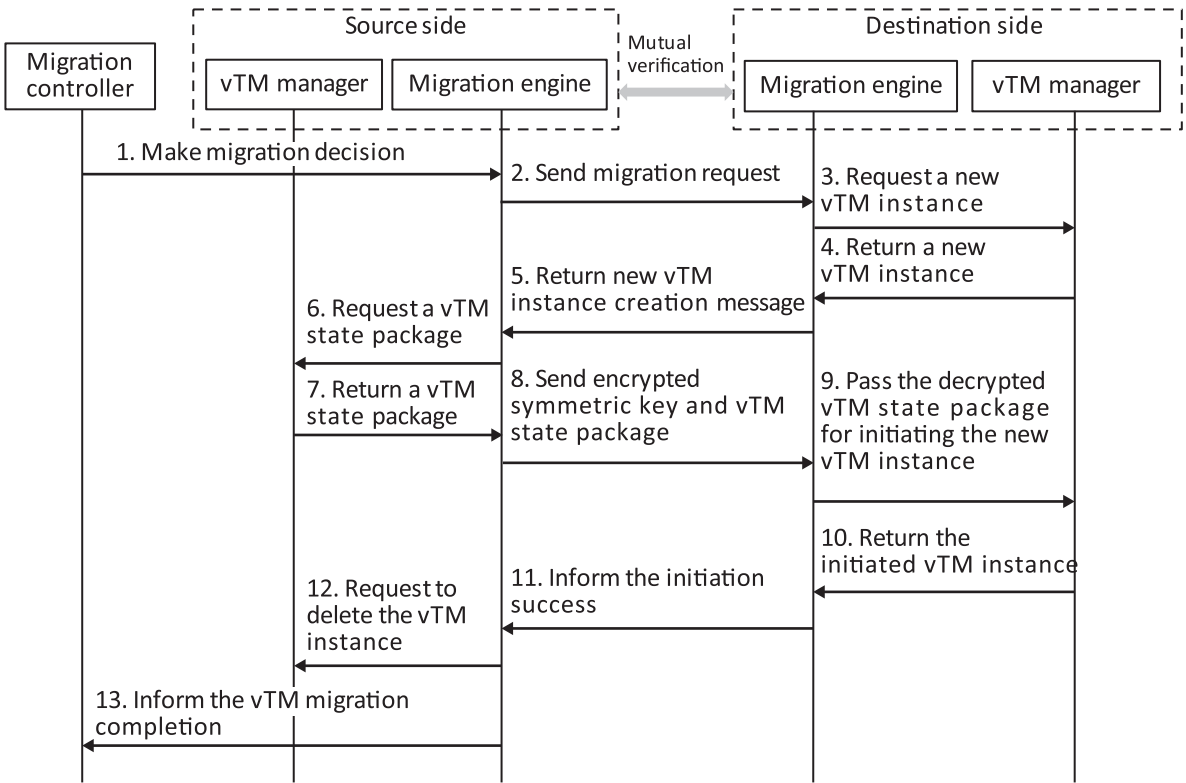 Source side
Destination side
Migration
controller
vTM manager
Migration engine
Mutual
verification
Migration engine
vTM manager
1. Make migration decision
2. Send migration request
3. Request a new
vTM instance
4. Return a new
vTM instance
5. Return new vTM
instance creation message
6. Request a vTM
state package
7. Return a vTM
state package
8. Send encrypted
symmetric key and vTM
state package
9. Pass the decrypted
vTM state package
for initiating the new
vTM instance
10. Return the
initiated vTM instance
11. Inform the initiation
success
12. Request to
delete the vTM
instance
13. Inform the vTM migration
completion